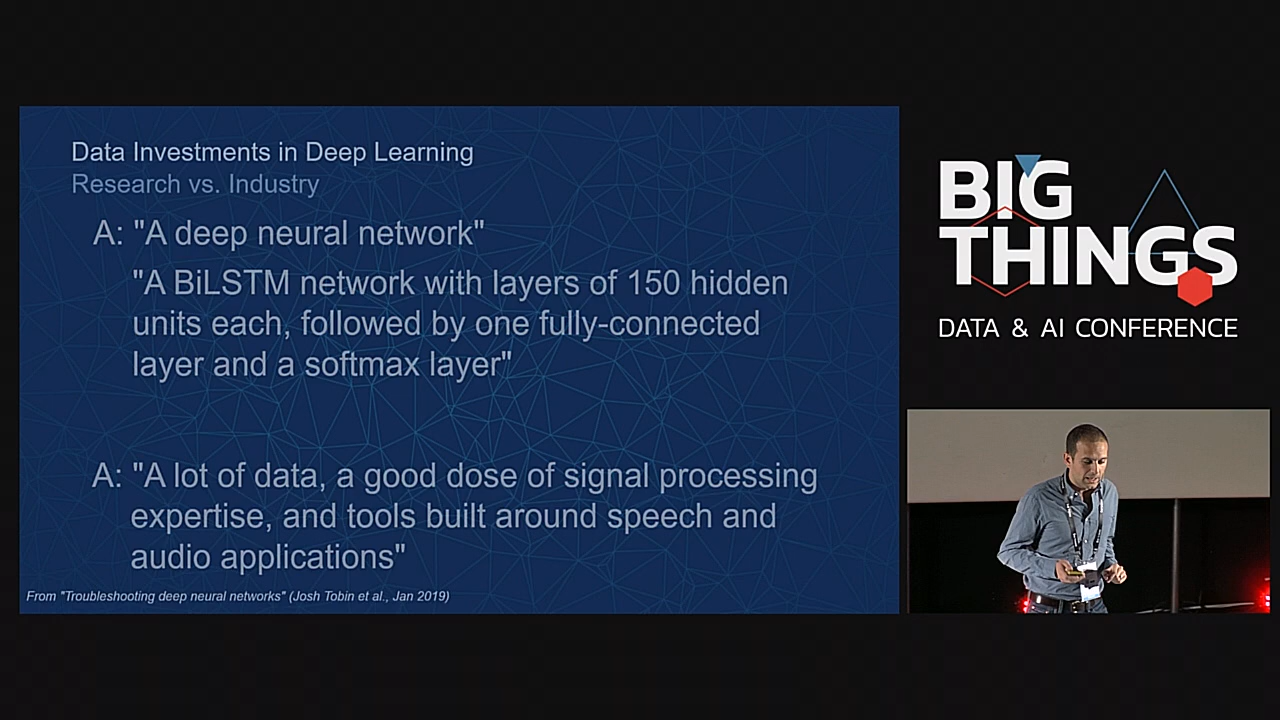 Data Investments in Deep Learning
Research vs. Industry
A: "A deep neural network"
"A BiLSTM network with layers of 150 hidden
units each, followed by one fully-connected
layer and a softmax layer"
A: "A lot of data, a good dose of signal processing
expertise, and tools built around speech and
audio applications"
From "Troubleshooting deep neural networks" (Josh Tobin et al., Jan 2019)
BIG
THINGS
DATA & AI CONFERENCE